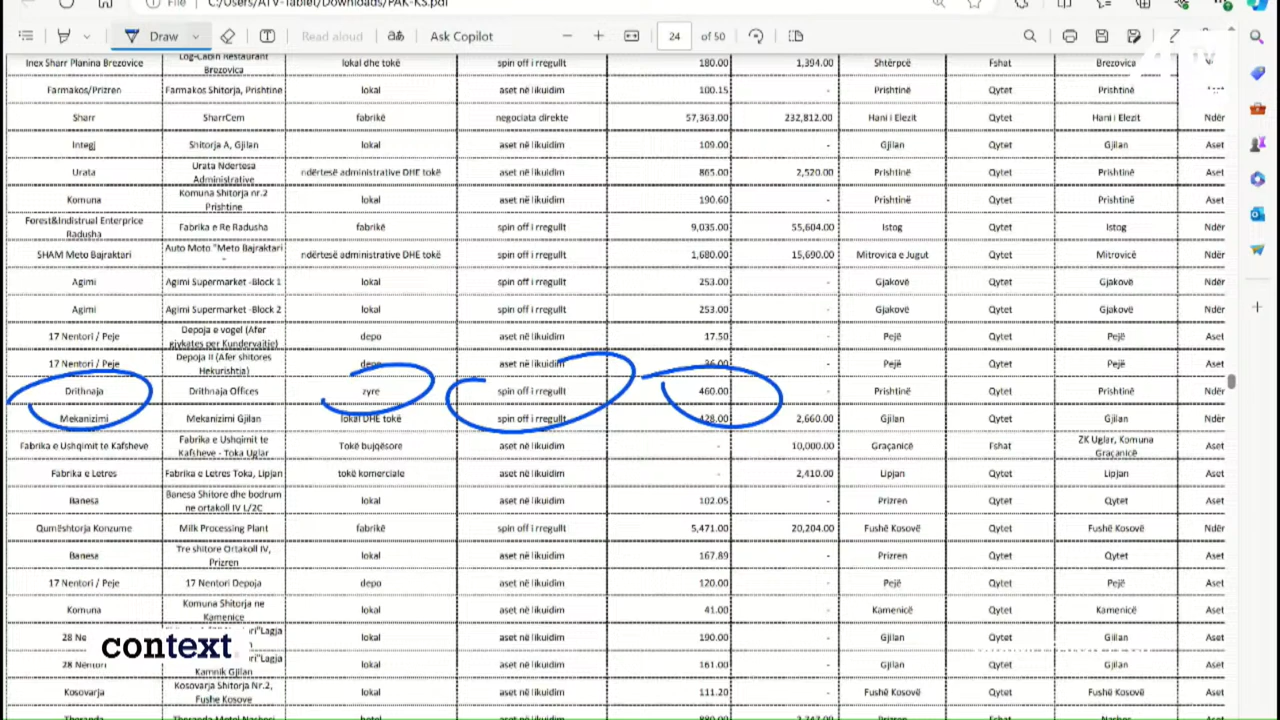 File C:/Users/ATV-Tablet/Downloads/PAK-KS.pdf
Draw Read aloud Ask Copilot 24 of 50
Inex Sharr Planina Brezovice Log-Cabin Restaurant Brezovica lokal dhe tokë spin off i rregullt 180.00 1,394.00 Shtërpcë Fshat Brezovica
Farmakos/Prizren Farmakos Shitorja, Prishtine lokal aset në likuidim 100.15 - Prishtinë Qytet Prishtinë
Sharr SharrCem fabrikë negociata direkte 57,363.00 232,812.00 Hani i Elezit Qytet Hani i Elezit Ndër
Integj Shitorja A, Gjilan lokal aset në likuidim 109.00 - Gjilan Qytet Gjilan Aset
Urata Urata Ndertesa Administrative ndërtesë administrative DHE tokë aset në likuidim 865.00 2,520.00 Prishtinë Qytet Prishtinë Aset
Komuna Komuna Shitorja nr.2 Prishtine lokal aset në likuidim 190.60 - Prishtinë Qytet Prishtinë Aset
Forest&Indistrual Enterprice Radusha Fabrika e Re Radusha fabrikë spin off i rregullt 9,035.00 55,604.00 Istog Qytet Istog Ndër
SHAM Meto Bajraktari Auto Moto "Meto Bajraktari " ndërtesë administrative DHE tokë spin off i rregullt 1,680.00 15,690.00 Mitrovica e Jugut Qytet Mitrovicë Ndër
Agimi Agimi Supermarket -Block 1 lokal spin off i rregullt 253.00 - Gjakovë Qytet Gjakovë Ndër
Agimi Agimi Supermarket -Block 2 lokal spin off i rregullt 253.00 - Gjakovë Qytet Gjakovë Ndër
17 Nentori / Peje Depoja e vogel (Afer gjykates per Kundervatje) depo aset në likuidim 17.50 - Pejë Qytet Pejë Aset
17 Nentori / Peje Depoja II (Afer shitores Hekurishtja) depo aset në likuidim 36.00 - Pejë Qytet Pejë Aset
Drithnaja Drithnaja Offices zyre spin off i rregullt 460.00 - Prishtinë Qytet Prishtinë Ndër
Mekanizimi Mekanizimi Gjilan lokal DHE tokë spin off i rregullt 428.00 2,660.00 Gjilan Qytet Gjilan Ndër
Fabrika e Ushqimit te Kafsheve Fabrika e Ushqimit te Kafsheve - Toka Uglar Tokë bujqësore aset në likuidim - 10,000.00 Graçanicë Fshat ZK Uglar, Komuna Graçanicë Aset
Fabrika e Letres Fabrika e Letres Toka, Lipjan tokë komerciale aset në likuidim - 2,410.00 Lipjan Qytet Lipjan Aset
Banesa Banesa Shitore dhe bodrum ne ortakoll IV L/2C lokal aset në likuidim 102.05 - Prizren Qytet Qytet Aset
Qumështorja Konzume Milk Processing Plant fabrikë spin off i rregullt 5,471.00 20,204.00 Fushë Kosovë Qytet Fushë Kosovë Ndër
Banesa Tre shitore Ortakoll IV, Prizren lokal aset në likuidim 167.89 - Prizren Qytet Qytet Aset
17 Nentori / Peje 17 Nentori Depoja depo aset në likuidim 120.00 - Pejë Qytet Pejë Aset
Komuna Komuna Shitorja ne Kamenice lokal aset në likuidim 41.00 - Kamenicë Qytet Kamenicë Aset
28 lokal aset në likuidim 190.00 - Gjilan Qytet Gjilan Aset
context
28 Nentori Kamnik Gjilan lokal aset në likuidim 161.00 - Gjilan Qytet Gjilan Aset
Kosovarja Kosovarja Shitorja Nr.2, Fushe Kosove lokal aset në likuidim 111.20 - Fushë Kosovë Qytet Fushë Kosovë Aset